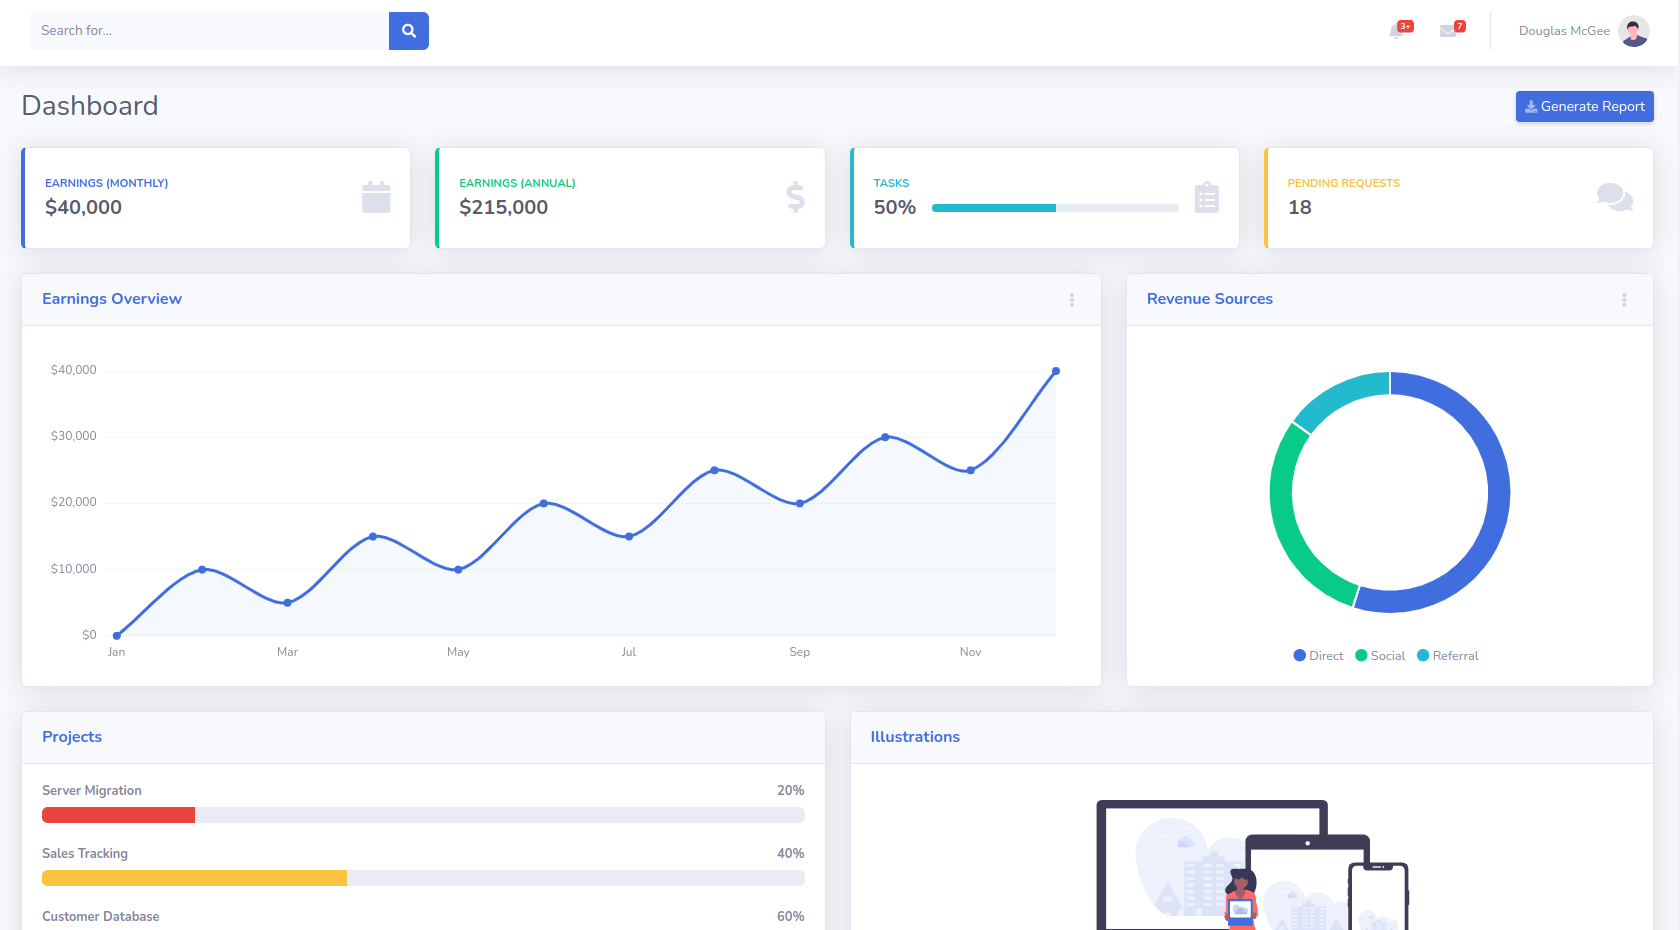 Search for...
3+
7
Douglas McGee
Dashboard
Generate Report
EARNINGS (MONTHLY)
$40,000
EARNINGS (ANNUAL)
$215,000
TASKS
50%
PENDING REQUESTS
18
Earnings Overview
$40,000
$30,000
$20,000
$10,000
$0
Jan Mar May Jul Sep Nov
Revenue Sources
Direct Social Referral
Projects
Server Migration 20%
Sales Tracking 40%
Customer Database 60%
Illustrations